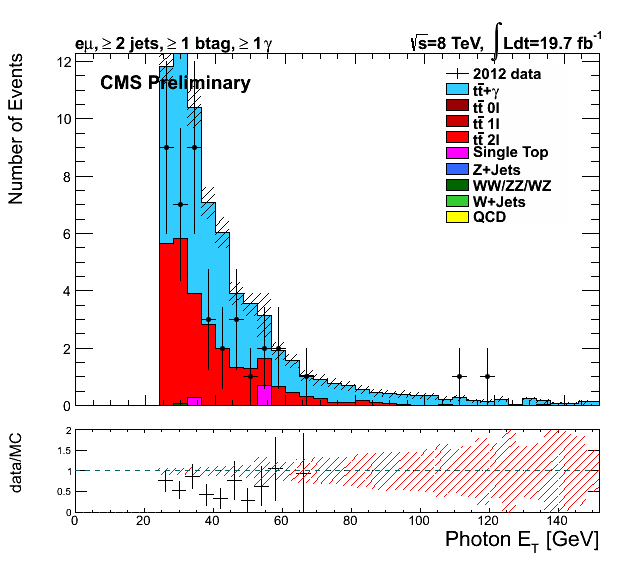 eμ, ≥ 2 jets, ≥ 1 btag, ≥ 1γ
√s=8 TeV, ∫ Ldt=19.7 fb⁻¹
CMS Preliminary
2012 data
tt̄+γ
tt̄ 0l
tt̄ 1l
tt̄ 2l
Single Top
Z+Jets
WW/ZZ/WZ
W+Jets
QCD
Number of Events
12
10
8
6
4
2
0
data/MC
2
1.5
1
0.5
0
0 20 40 60 80 100 120 140
Photon E_T [GeV]